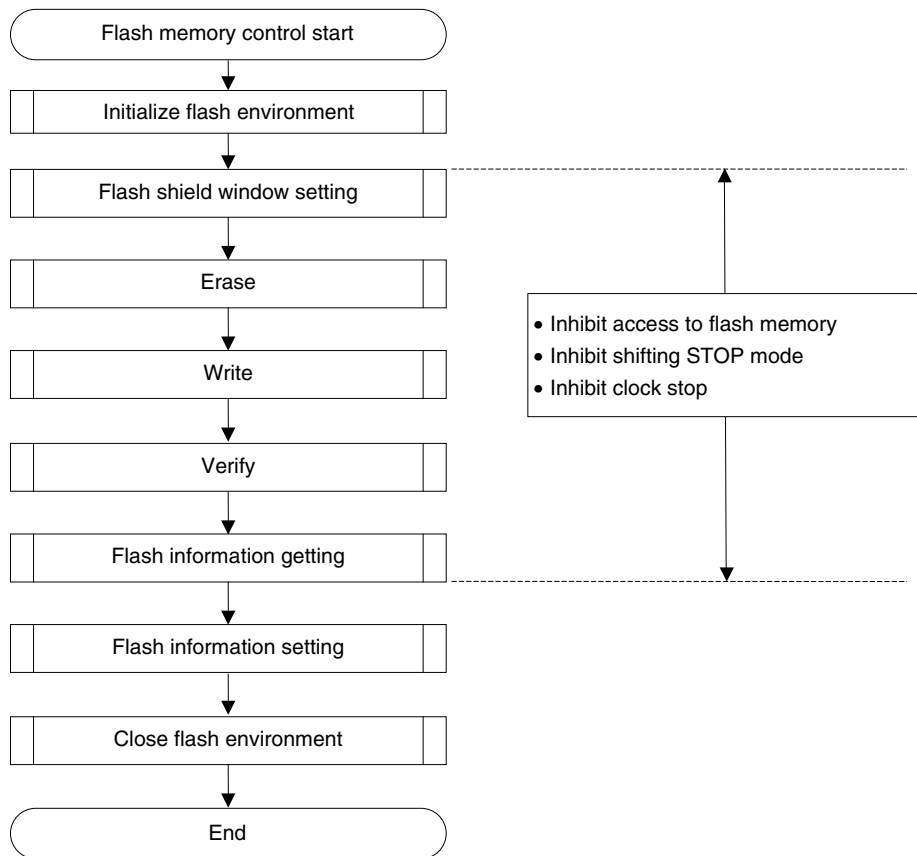 Flash memory control start
Initialize flash environment
Flash shield window setting
Erase
Write
Verify
Flash information getting
Flash information setting
Close flash environment
End
• Inhibit access to flash memory
• Inhibit shifting STOP mode
• Inhibit clock stop